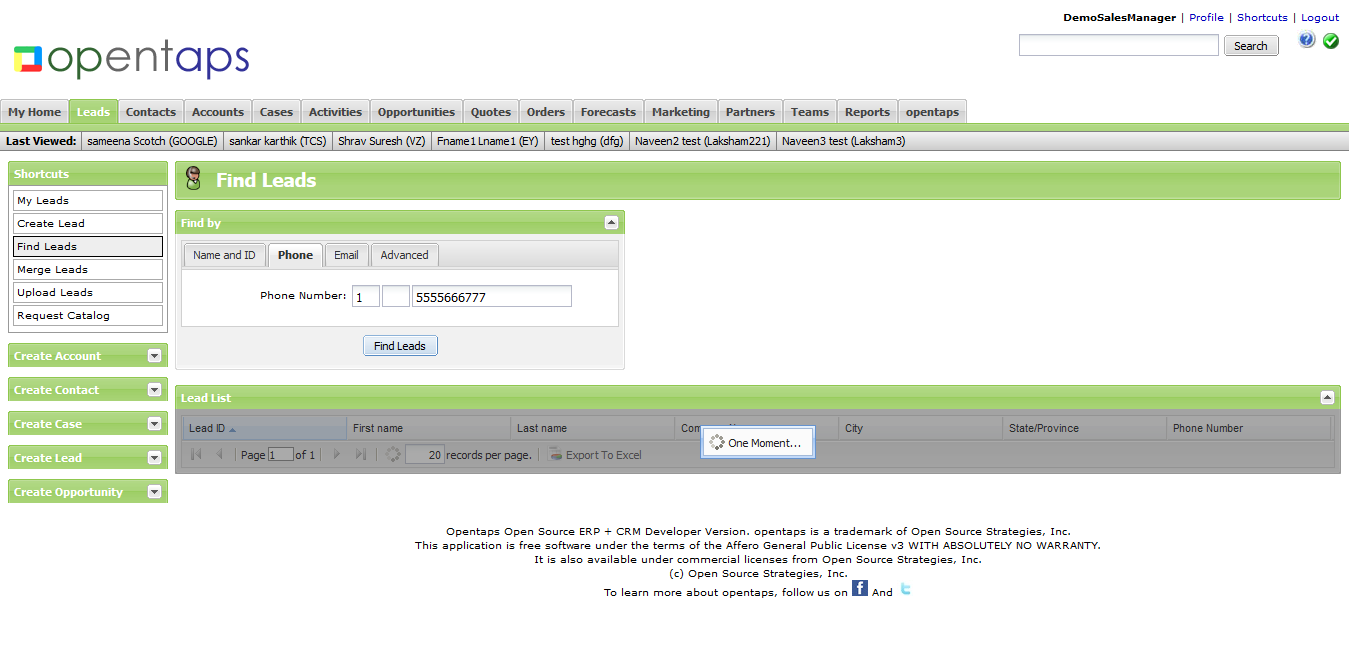 DemoSalesManager | Profile | Shortcuts | Logout
Search
opentaps
My Home Leads Contacts Accounts Cases Activities Opportunities Quotes Orders Forecasts Marketing Partners Teams Reports opentaps
Last Viewed: sameena Scotch (GOOGLE) sankar karthik (TCS) Shrav Suresh (VZ) Fname1 Lname1 (EY) test hghg (dfg) Naveen2 test (Laksham221) Naveen3 test (Laksham3)
Shortcuts
My Leads
Create Lead
Find Leads
Merge Leads
Upload Leads
Request Catalog
Create Account
Create Contact
Create Case
Create Lead
Create Opportunity
Find Leads
Find by
Name and ID Phone Email Advanced
Phone Number: 1 5555666777
Find Leads
Lead List
Lead ID First name Last name City State/Province Phone Number
One Moment...
Page 1 of 1 20 records per page. Export To Excel
Opentaps Open Source ERP + CRM Developer Version. opentaps is a trademark of Open Source Strategies, Inc.
This application is free software under the terms of the Affero General Public License v3 WITH ABSOLUTELY NO WARRANTY.
It is also available under commercial licenses from Open Source Strategies, Inc.
(c) Open Source Strategies, Inc.
To learn more about opentaps, follow us on f And t